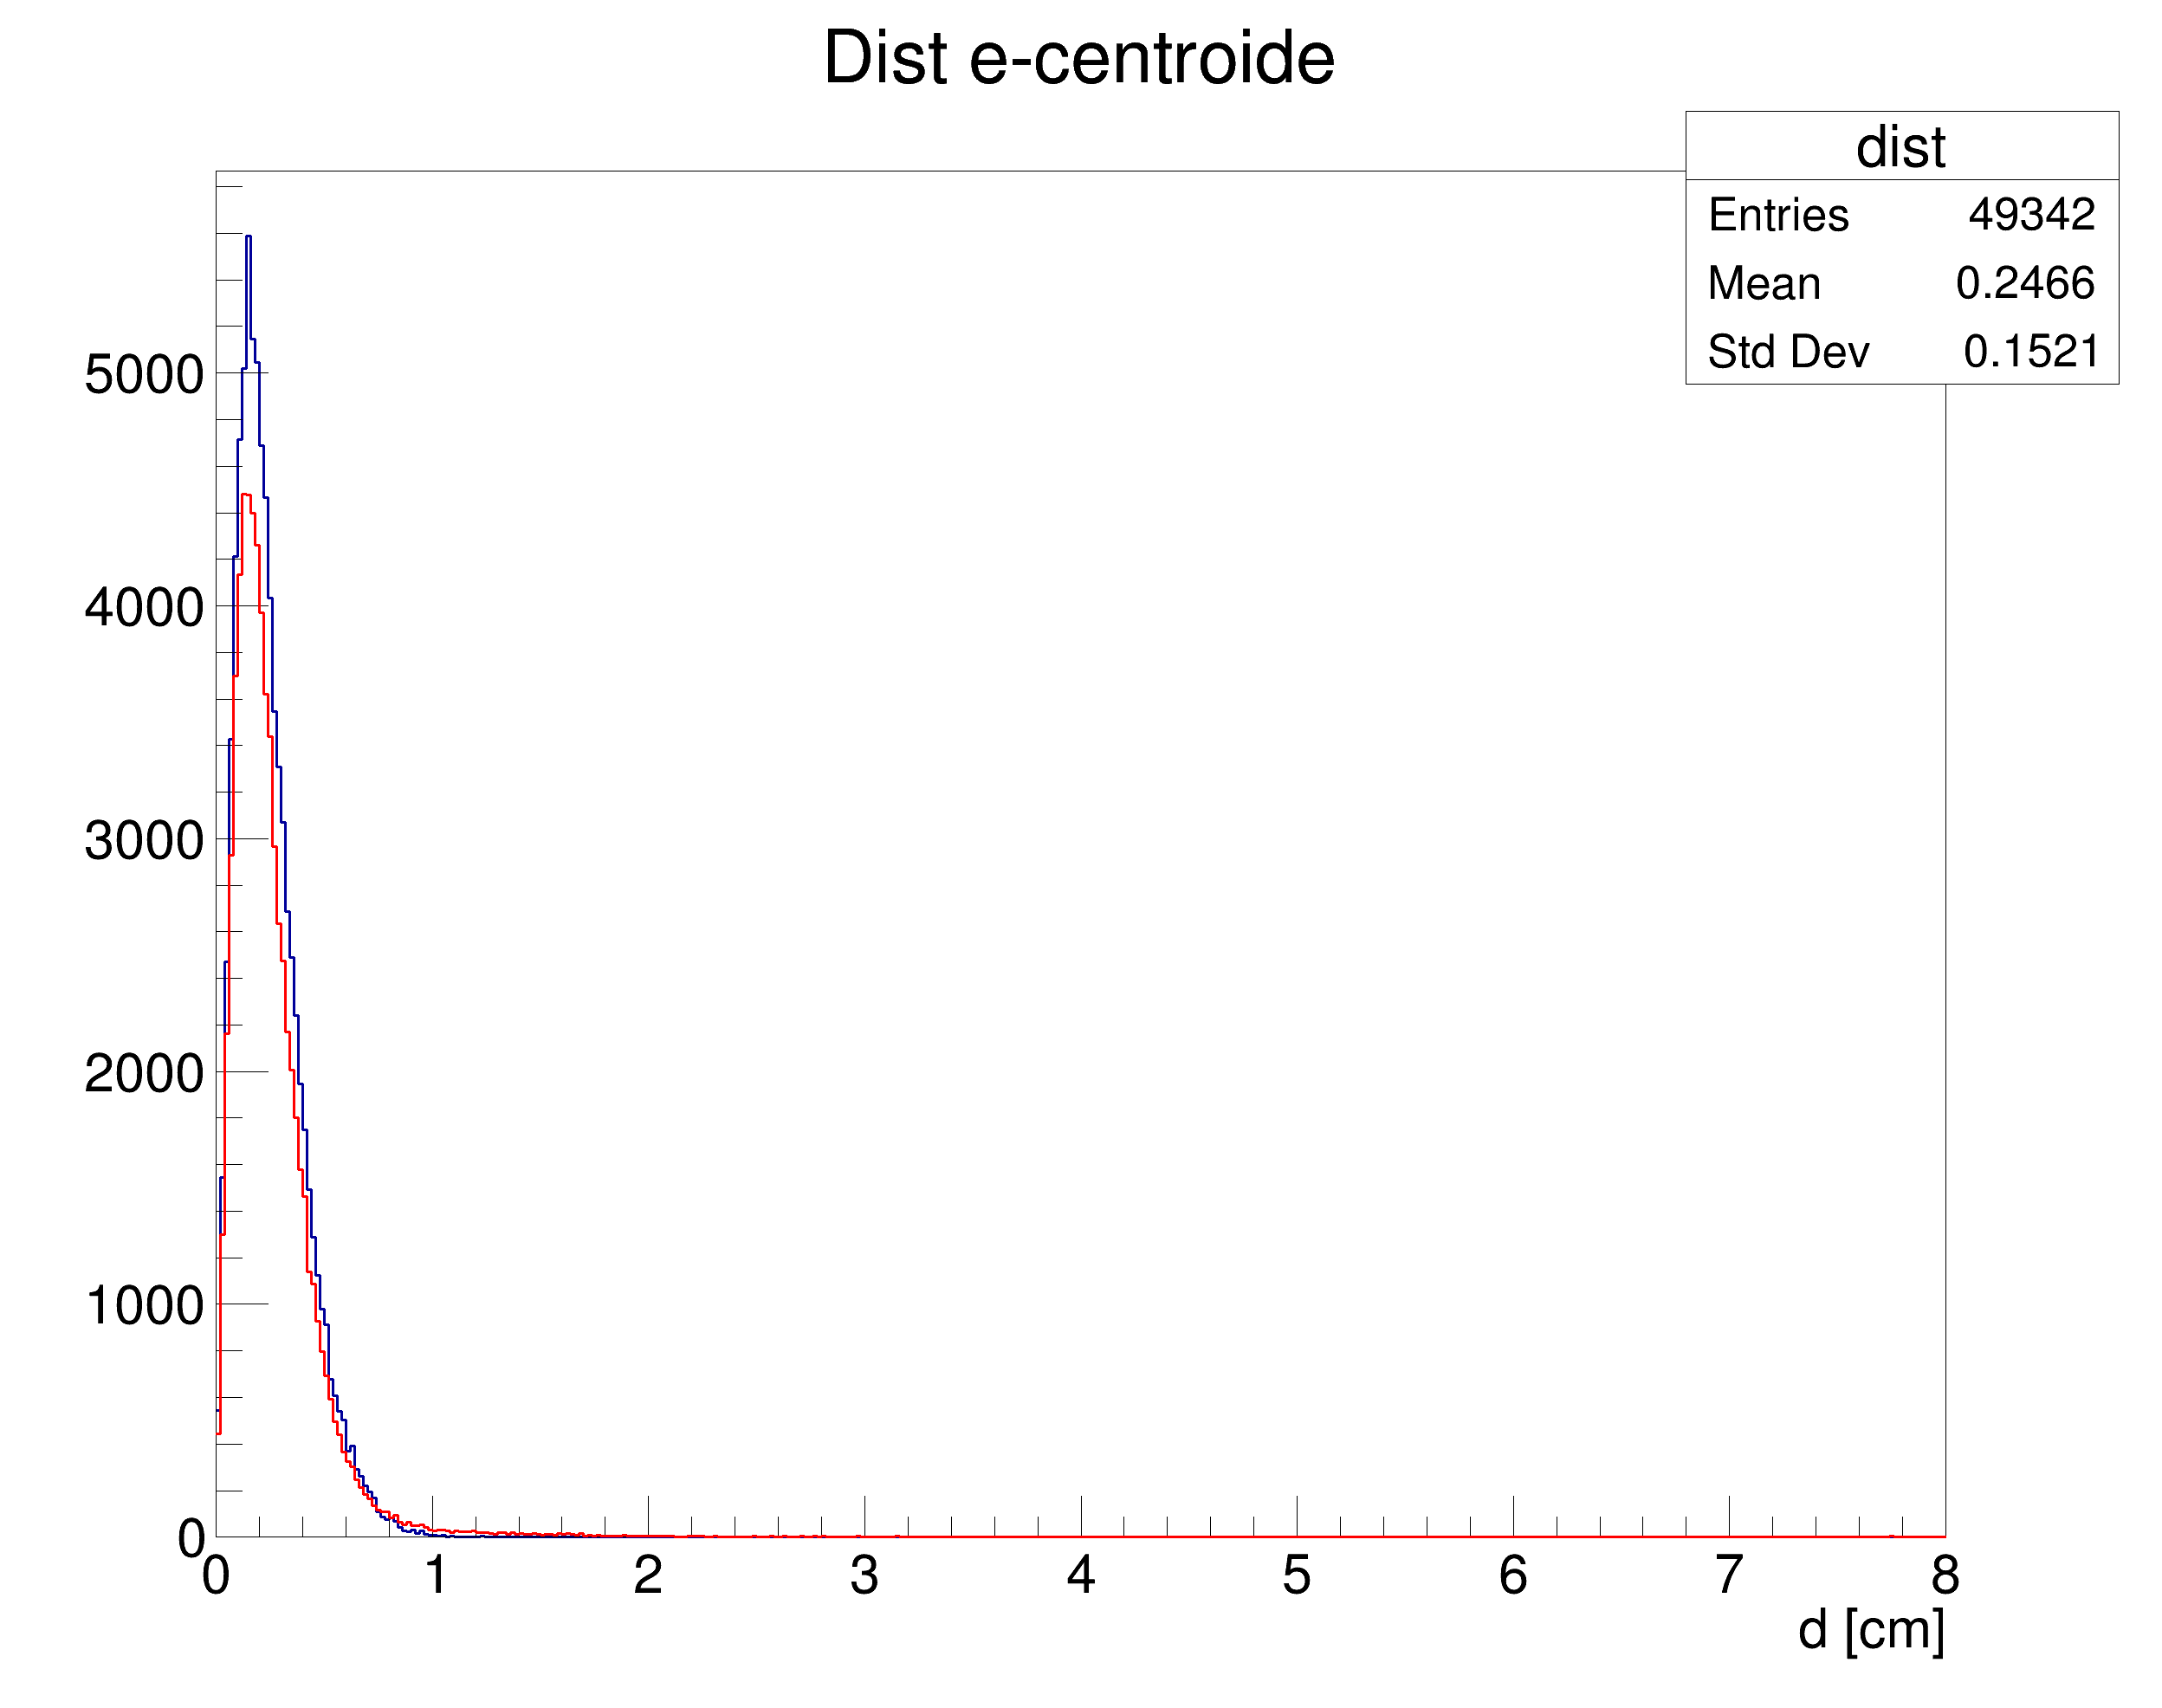 Dist e-centroide
dist
Entries 49342
Mean 0.2466
Std Dev 0.1521
5000
4000
3000
2000
1000
0
0 1 2 3 4 5 6 7 8
d [cm]